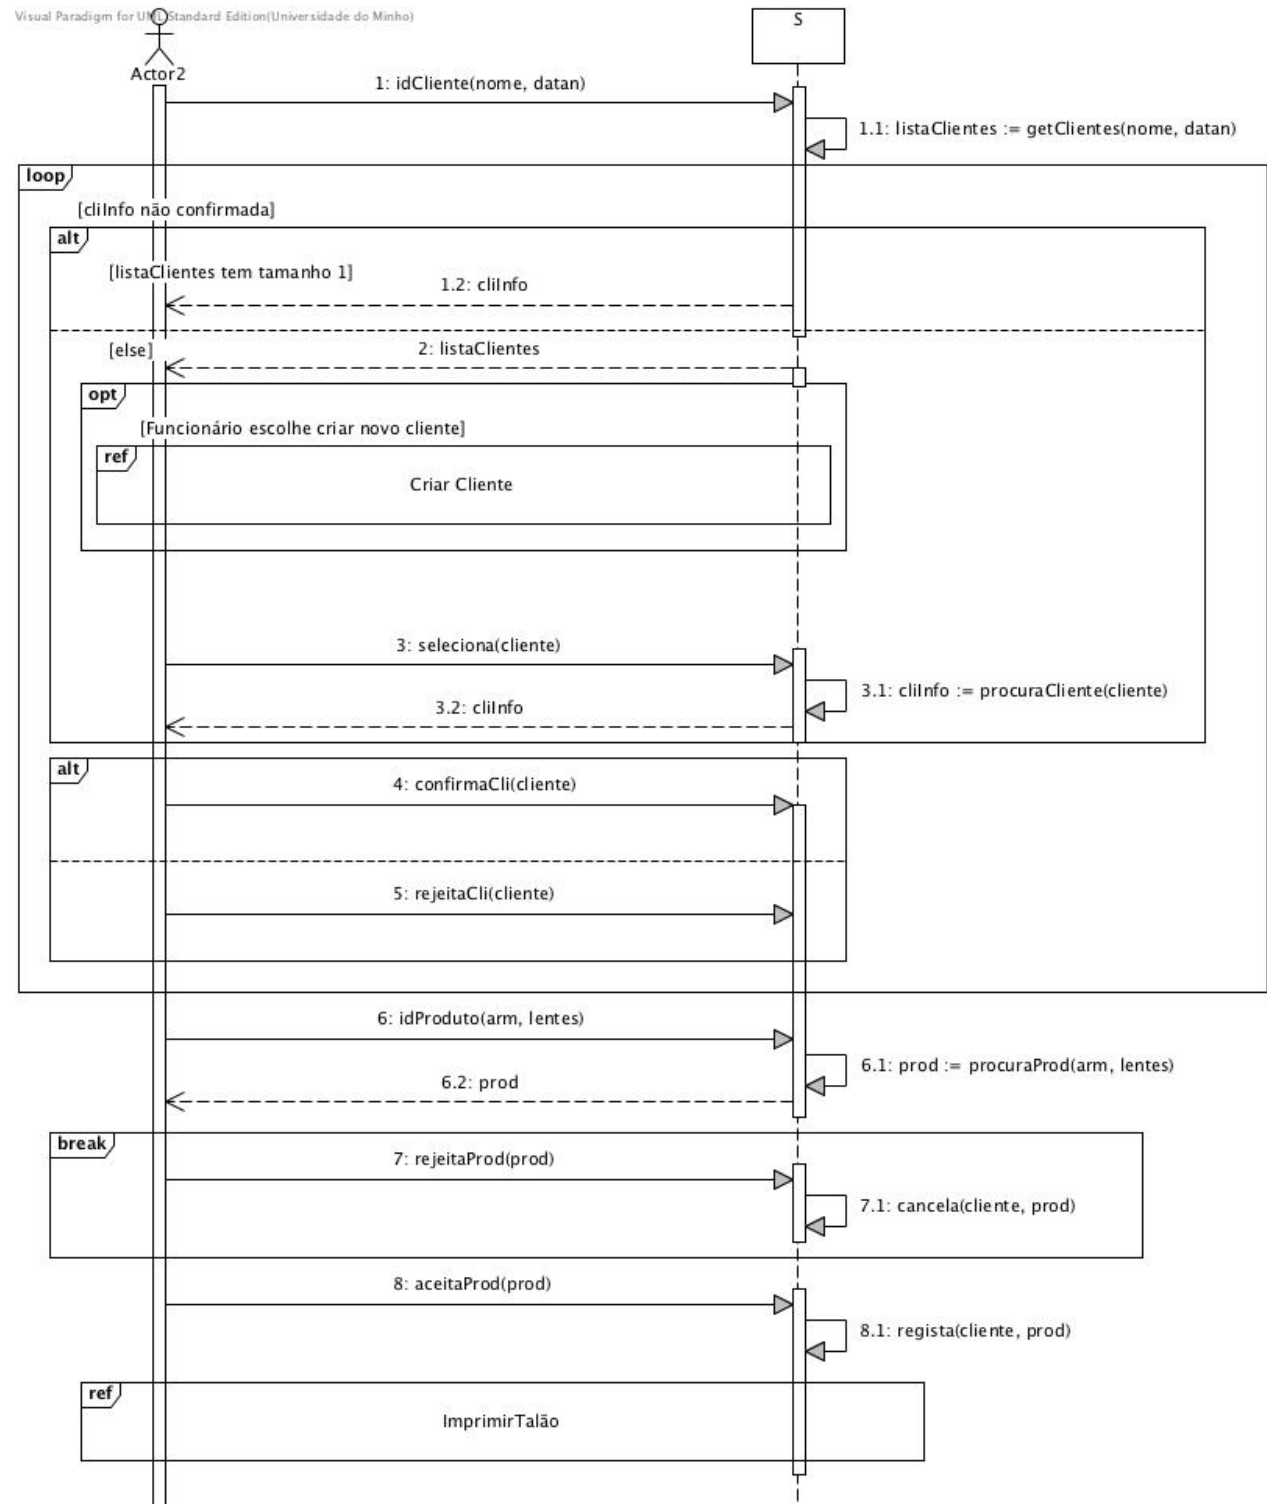 Visual Paradigm for UML Standard Edition(Universidade do Minho)
S
Actor2
1: idCliente(nome, datan)
1.1: listaClientes := getClientes(nome, datan)
loop
[cliInfo não confirmada]
alt
[listaClientes tem tamanho 1]
1.2: cliInfo
[else]
2: listaClientes
opt
[Funcionário escolhe criar novo cliente]
ref
Criar Cliente
3: seleciona(cliente)
3.1: cliInfo := procuraCliente(cliente)
3.2: cliInfo
alt
4: confirmaCli(cliente)
5: rejeitaCli(cliente)
6: idProduto(arm, lentes)
6.1: prod := procuraProd(arm, lentes)
6.2: prod
break
7: rejeitaProd(prod)
7.1: cancela(cliente, prod)
8: aceitaProd(prod)
8.1: regista(cliente, prod)
ref
ImprimirTalão